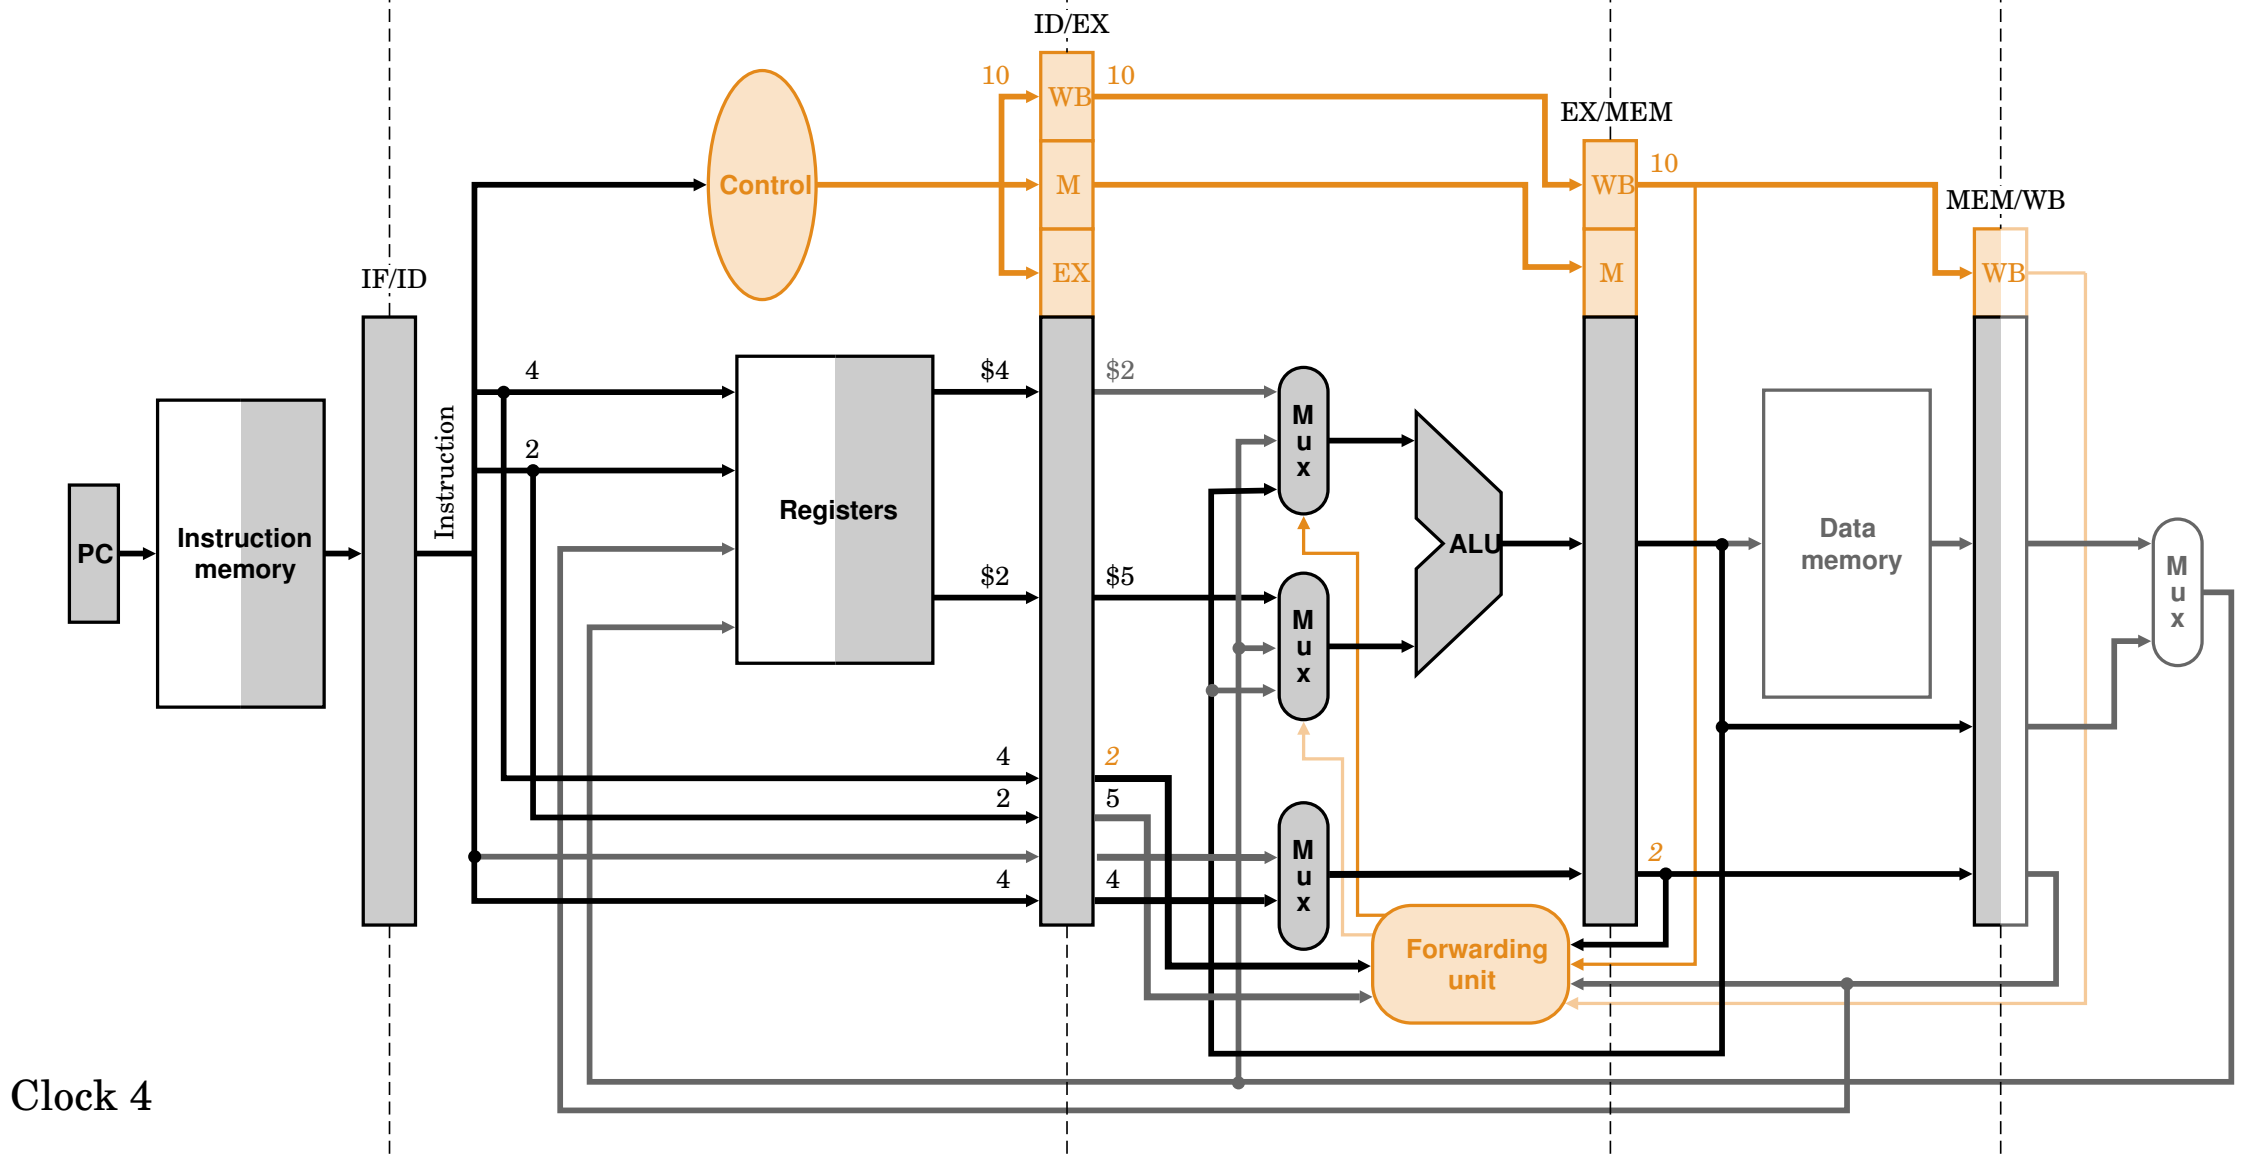 ID/EX
10
10
WB
EX/MEM
Control
M
WB
10
MEM/WB
IF/ID
EX
M
WB
4
$4
$2
M
u
x
Instruction
2
PC
Instruction
memory
Registers
ALU
Data
memory
M
u
x
$2
$5
M
u
x
4
2
2
5
4
4
M
u
x
2
Forwarding
unit
Clock 4